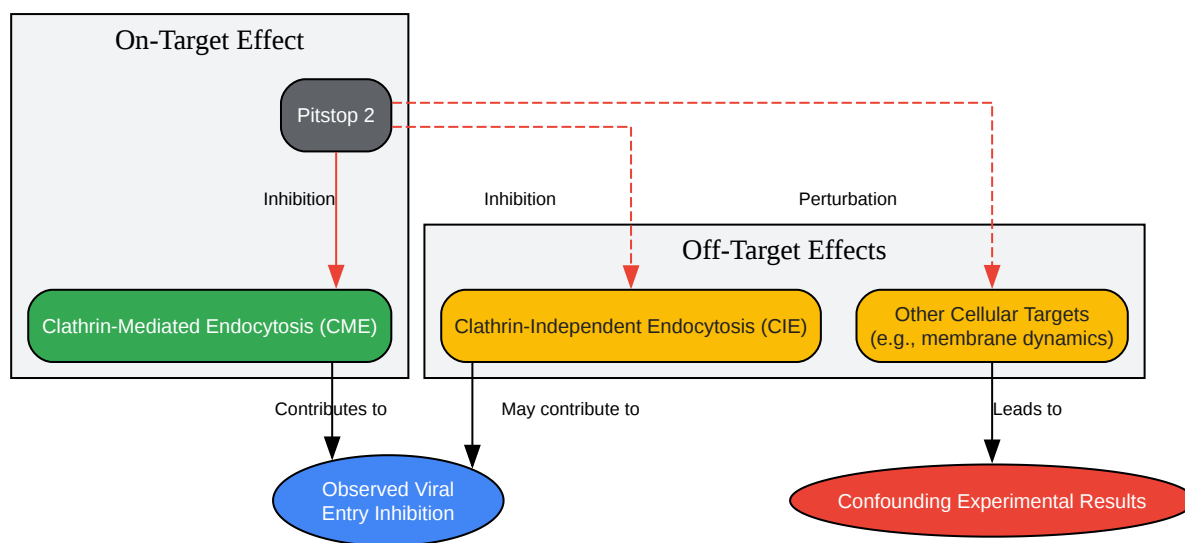 On-Target Effect
Pitstop 2
Inhibition
Inhibition
Perturbation
Off-Target Effects
Clathrin-Mediated Endocytosis (CME)
Clathrin-Independent Endocytosis (CIE)
Other Cellular Targets
(e.g., membrane dynamics)
Contributes to
May contribute to
Leads to
Observed Viral
Entry Inhibition
Confounding Experimental Results